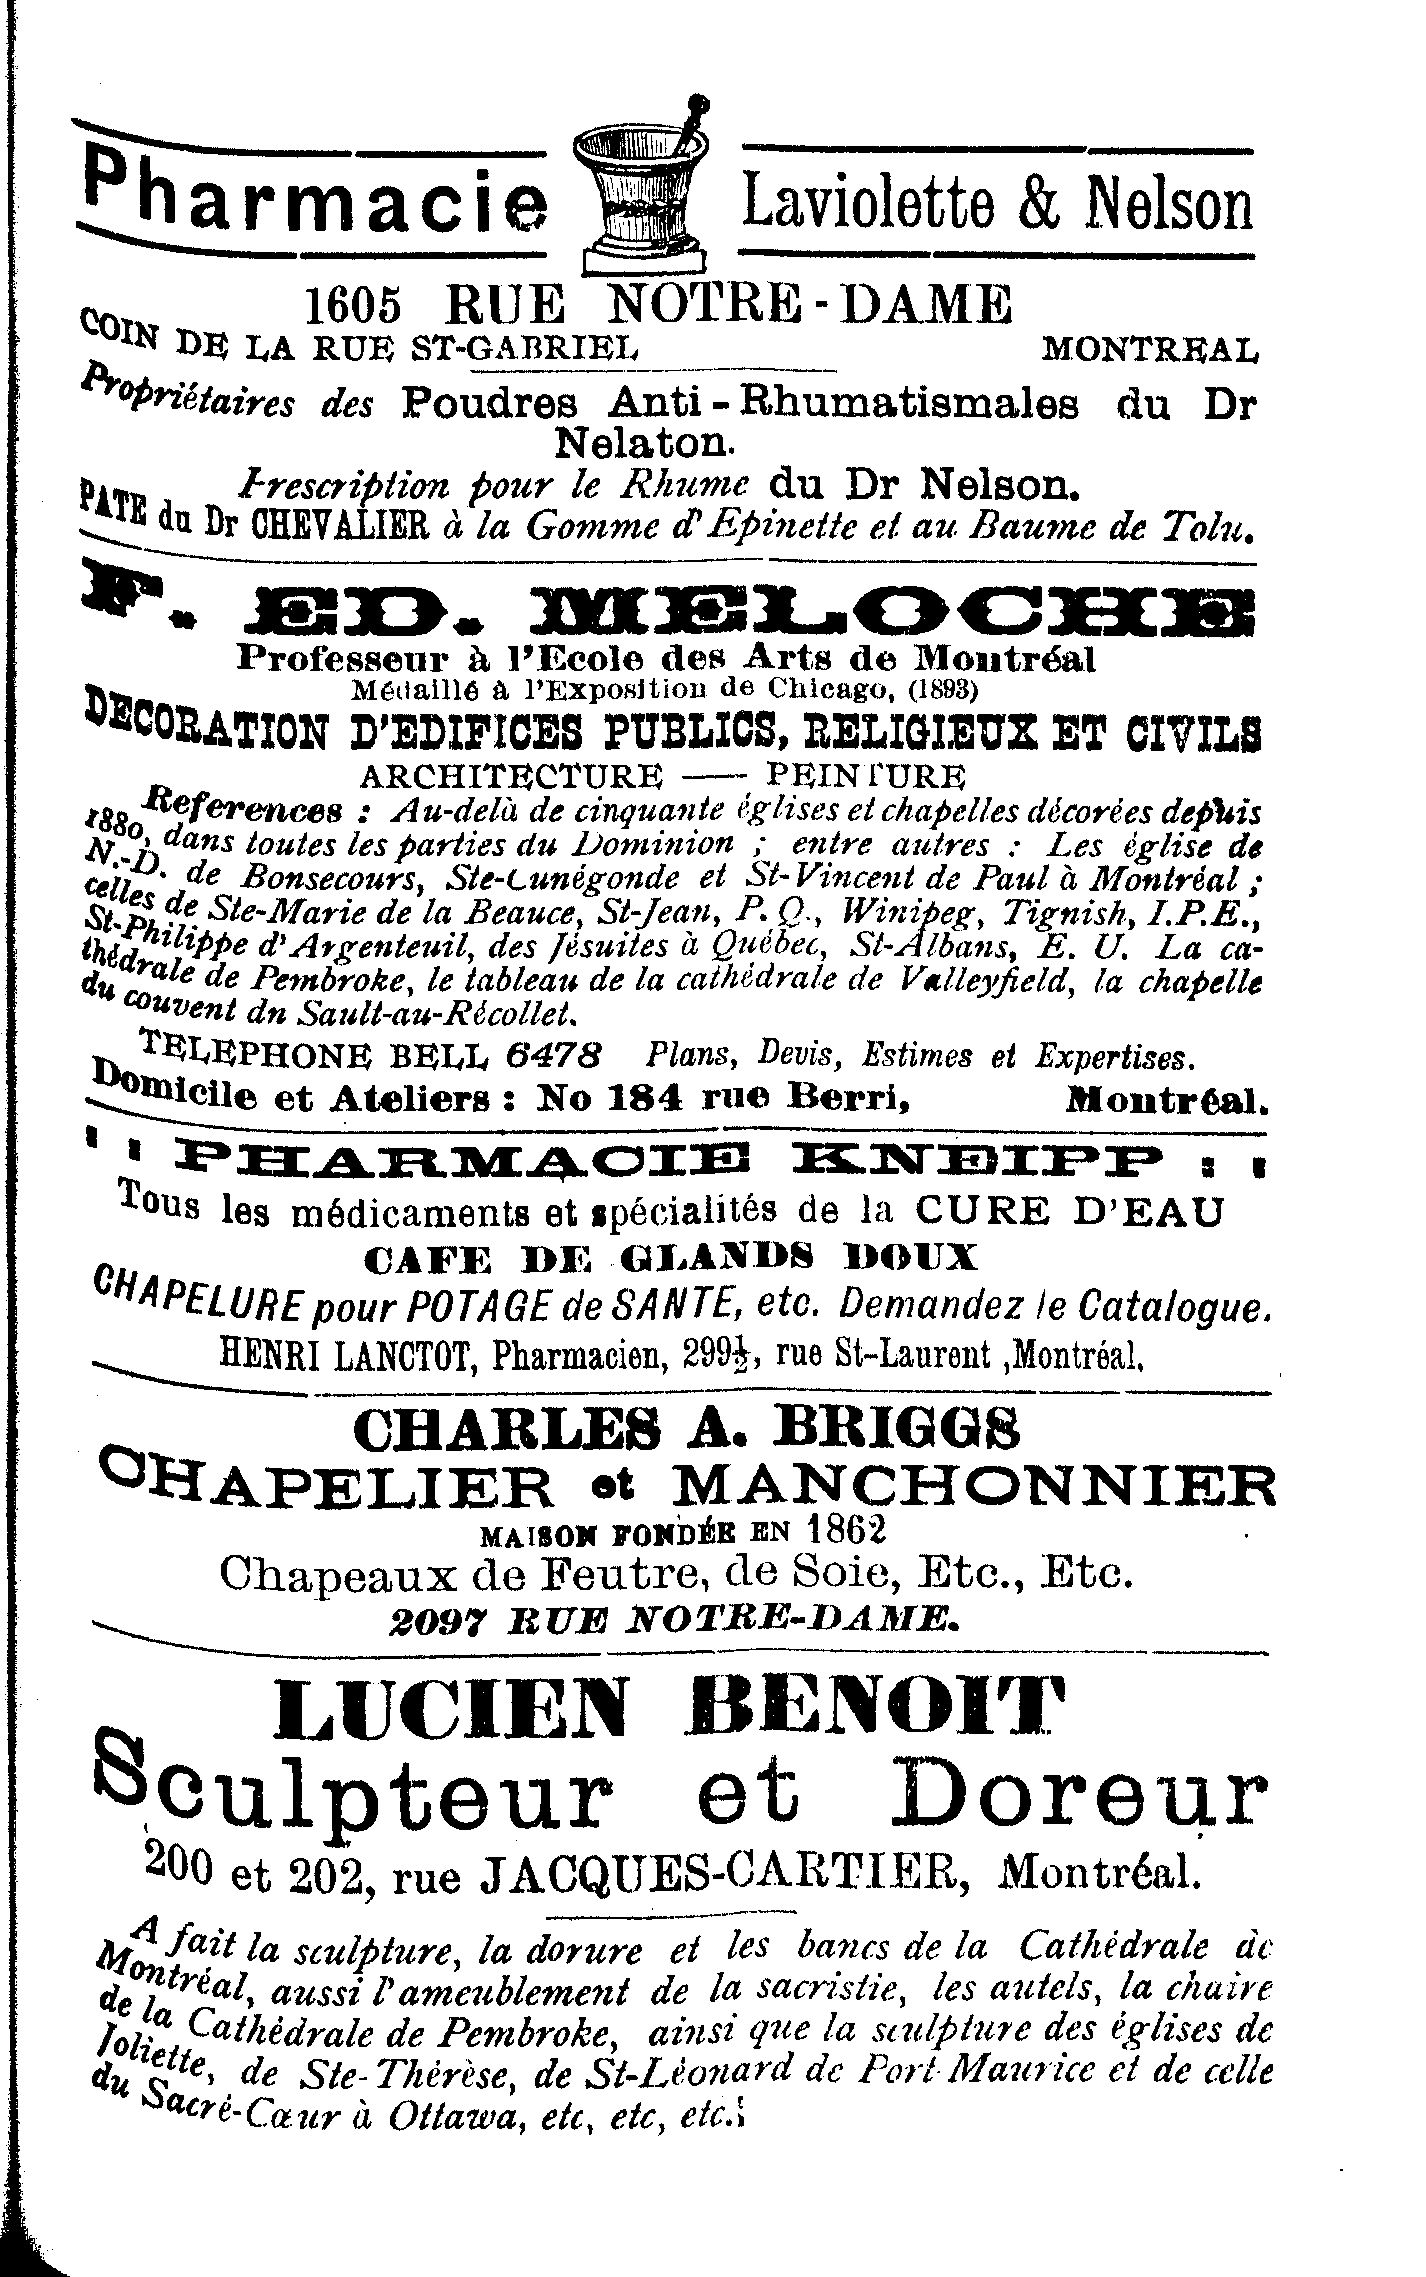 Pharmacie Laviolette & Nelson
1605 RUE NOTRE-DAME
COIN DE LA RUE ST-GABRIEL MONTREAL
Propriétaires des Poudres Anti-Rhumatismales du Dr
Nelaton.
Prescription pour le Rhume du Dr Nelson.
PATE du Dr CHEVALIER à la Gomme d'Epinette et au Baume de Tolu.
F. ED. MELOCHE
Professeur à l'Ecole des Arts de Montréal
Médaillé à l'Exposition de Chicago, (1893)
DECORATION D'EDIFICES PUBLICS, RELIGIEUX ET CIVILS
ARCHITECTURE — PEINTURE
References : Au-delà de cinquante églises et chapelles décorées depuis
1880, dans toutes les parties du Dominion ; entre autres : Les église de
N.-D. de Bonsecours, Ste-Cunégonde et St-Vincent de Paul à Montréal ;
celles de Ste-Marie de la Beauce, St-Jean, P. Q., Winipeg, Tignish, I.P.E.,
St-Philippe d'Argenteuil, des Jésuites à Québec, St-Albans, E. U. La ca-
thédrale de Pembroke, le tableau de la cathédrale de Valleyfield, la chapelle
du couvent dn Sault-au-Récollet.
TELEPHONE BELL 6478 Plans, Devis, Estimes et Expertises.
Domicile et Ateliers : No 184 rue Berri, Montréal.
: : PHARMACIE KNEIPP : :
Tous les médicaments et spécialités de la CURE D'EAU
CAFE DE GLANDS DOUX
CHAPELURE pour POTAGE de SANTE, etc. Demandez le Catalogue.
HENRI LANCTOT, Pharmacien, 299½, rue St-Laurent ,Montréal.
CHARLES A. BRIGGS
CHAPELIER et MANCHONNIER
MAISON FONDÉE EN 1862
Chapeaux de Feutre, de Soie, Etc., Etc.
2097 RUE NOTRE-DAME.
LUCIEN BENOIT
Sculpteur et Doreur
200 et 202, rue JACQUES-CARTIER, Montréal.
A fait la sculpture, la dorure et les bancs de la Cathédrale de
Montréal, aussi l'ameublement de la sacristie, les autels, la chaire
de la Cathédrale de Pembroke, ainsi que la sculpture des églises de
Joliette, de Ste-Thérèse, de St-Léonard de Port Maurice et de celle
du Sacré-Cœur à Ottawa, etc, etc, etc.